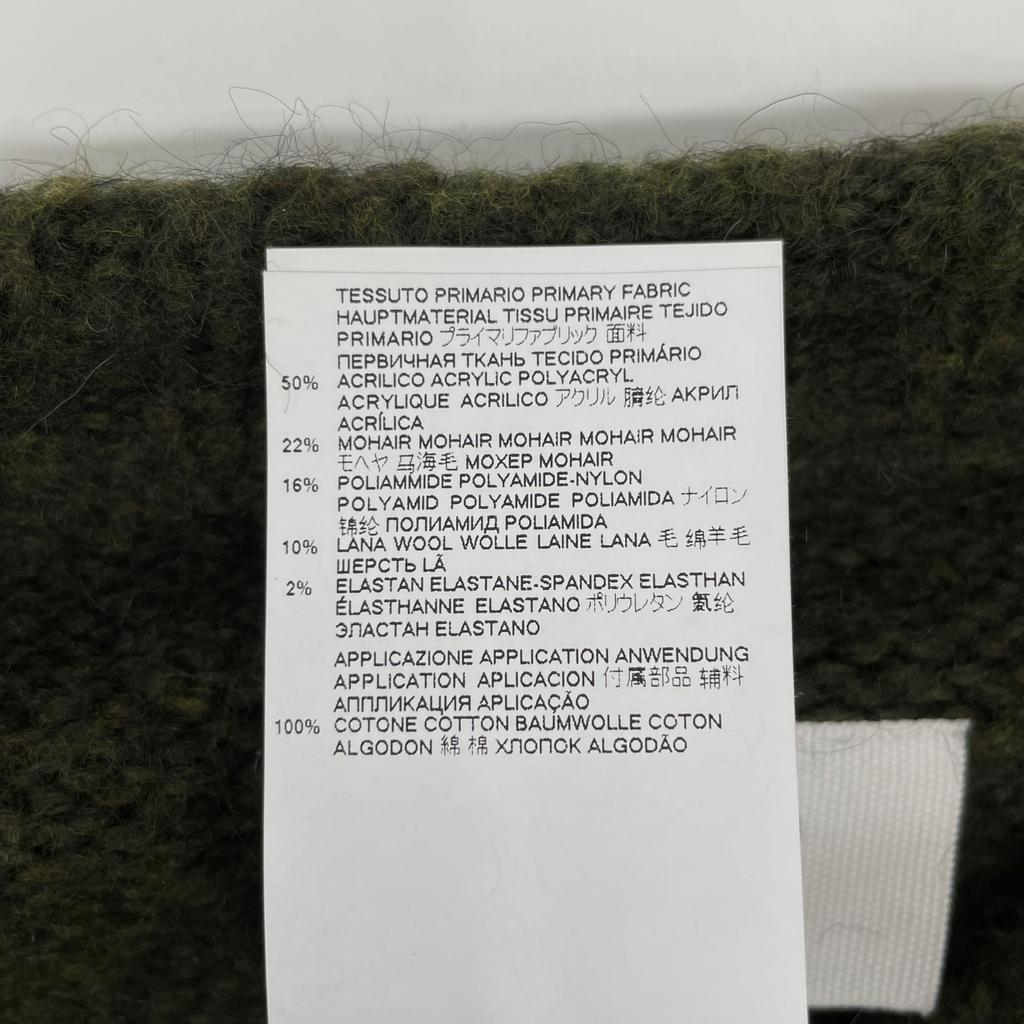 TESSUTO PRIMARIO PRIMARY FABRIC
HAUPTMATERIAL TISSU PRIMAIRE TEJIDO
PRIMARIO プライマリファブリック 面料
ПЕРВИЧНАЯ ТКАНЬ TECIDO PRIMÁRIO
50% ACRILICO ACRYLIC POLYACRYL
ACRYLIQUE ACRILICO アクリル 腈纶 АКРИЛ
ACRÍLICA
22% MOHAIR MOHAIR MOHAIR MOHAIR MOHAIR
モヘヤ 马海毛 МОХЕР MOHAIR
16% POLIAMMIDE POLYAMIDE-NYLON
POLYAMID POLYAMIDE POLIAMIDA ナイロン
锦纶 ПОЛИАМИД POLIAMIDA
10% LANA WOOL WOLLE LAINE LANA 毛 绵羊毛
ШЕРСТЬ LÃ
2% ELASTAN ELASTANE-SPANDEX ELASTHAN
ÉLASTHANNE ELASTANO ポリウレタン 氨纶
ЭЛАСТАН ELASTANO
APPLICAZIONE APPLICATION ANWENDUNG
APPLICATION APLICACION 付属部品 辅料
АППЛИКАЦИЯ APLICAÇÃO
100% COTONE COTTON BAUMWOLLE COTON
ALGODON 綿 棉 ХЛОПОК ALGODÃO